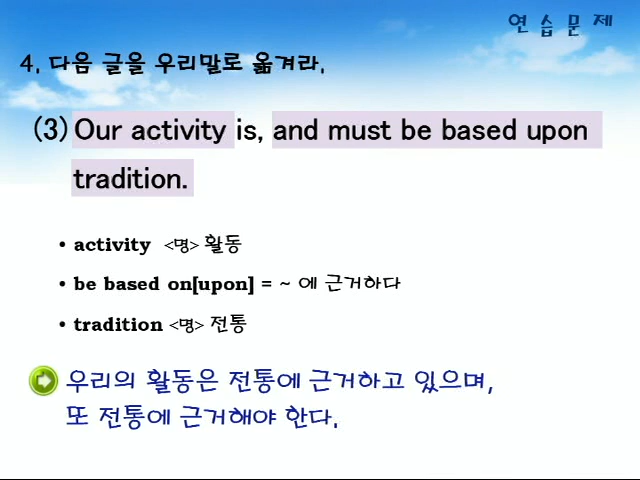 연 습 문 제
4. 다음 글을 우리말로 옮겨라.
(3) Our activity is, and must be based upon
tradition.
• activity <명> 활동
• be based on[upon] = ~ 에 근거하다
• tradition <명> 전통
우리의 활동은 전통에 근거하고 있으며,
또 전통에 근거해야 한다.